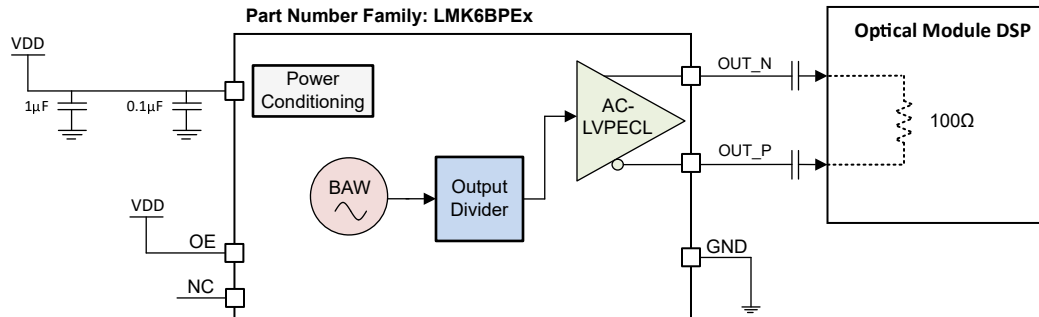 Part Number Family: LMK6BPEx
VDD
1µF
0.1µF
Power
Conditioning
BAW
Output
Divider
AC-
LVPECL
OUT_N
OUT_P
Optical Module DSP
100Ω
VDD
OE
NC
GND